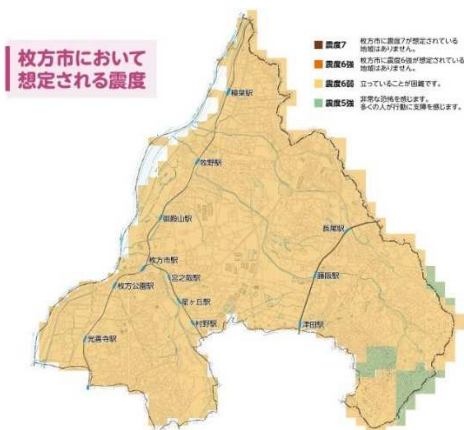 枚方市において
想定される震度
震度7
枚方市に震度7が想定されている
地域はありません。
震度6強
枚方市に震度6強が想定されている
地域はありません。
震度6弱
立っていることが困難です。
震度5強
非常な恐怖を感じます。
多くの人が行動に支障を感じます。
樟葉駅
牧野駅
御殿山駅
長尾駅
枚方市駅
宮之阪駅
藤阪駅
枚方公園駅
星ヶ丘駅
村野駅
津田駅
光善寺駅